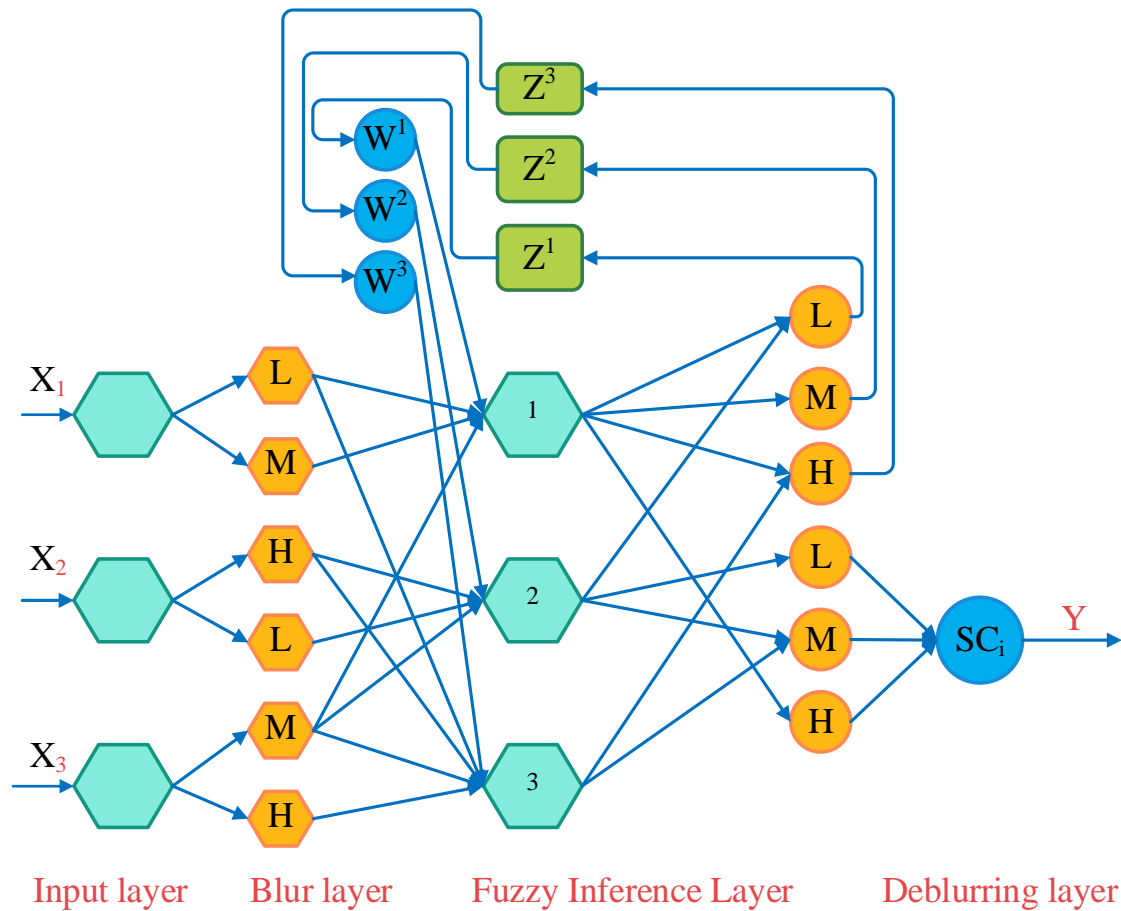 Z³
W¹
Z²
W²
Z¹
W³
L
X₁
L
M
1
M
H
X₂
H
L
2
L
M
SCᵢ
Y
X₃
M
H
3
H
Input layer
Blur layer
Fuzzy Inference Layer
Deblurring layer